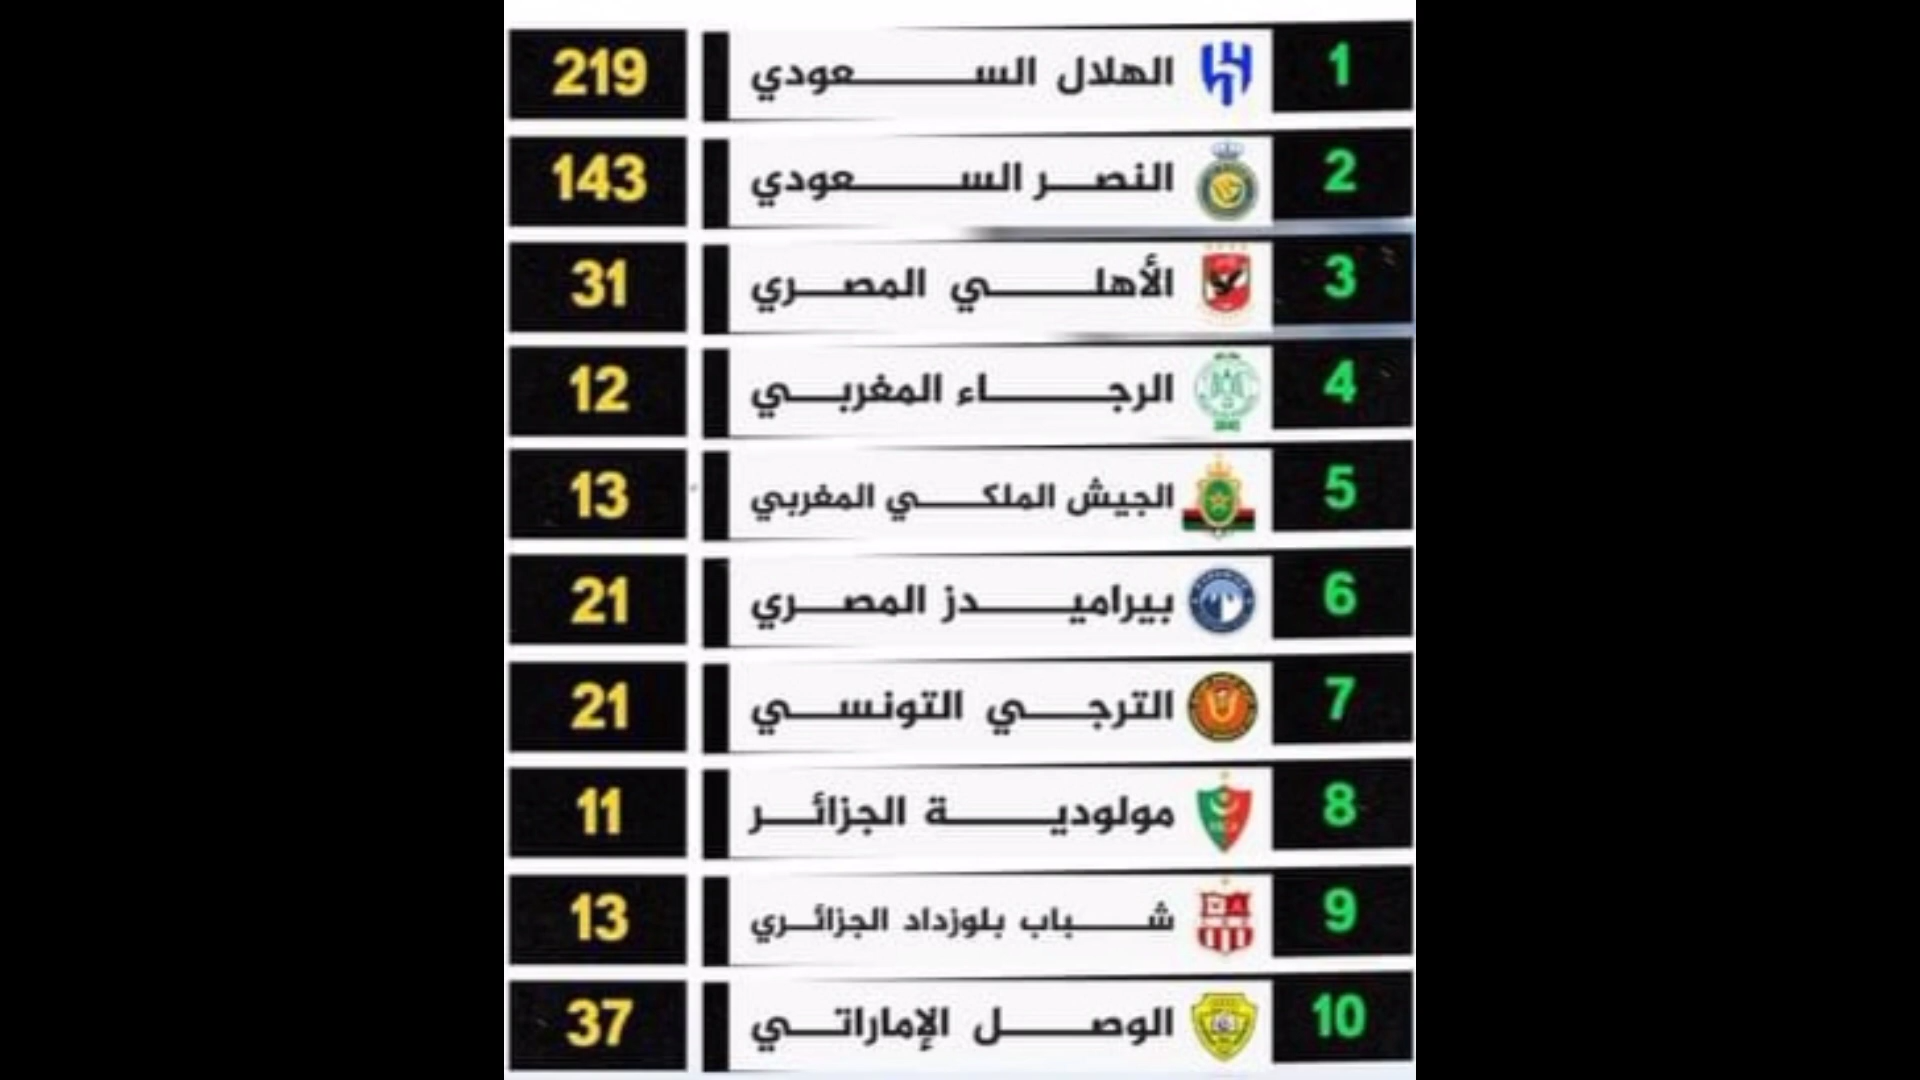 1 الهلال السعودي 219
2 النصر السعودي 143
3 الأهلي المصري 31
4 الرجاء المغربي 12
5 الجيش الملكي المغربي 13
6 بيراميدز المصري 21
7 الترجي التونسي 21
8 مولودية الجزائر 11
9 شباب بلوزداد الجزائري 13
10 الوصل الإماراتي 37